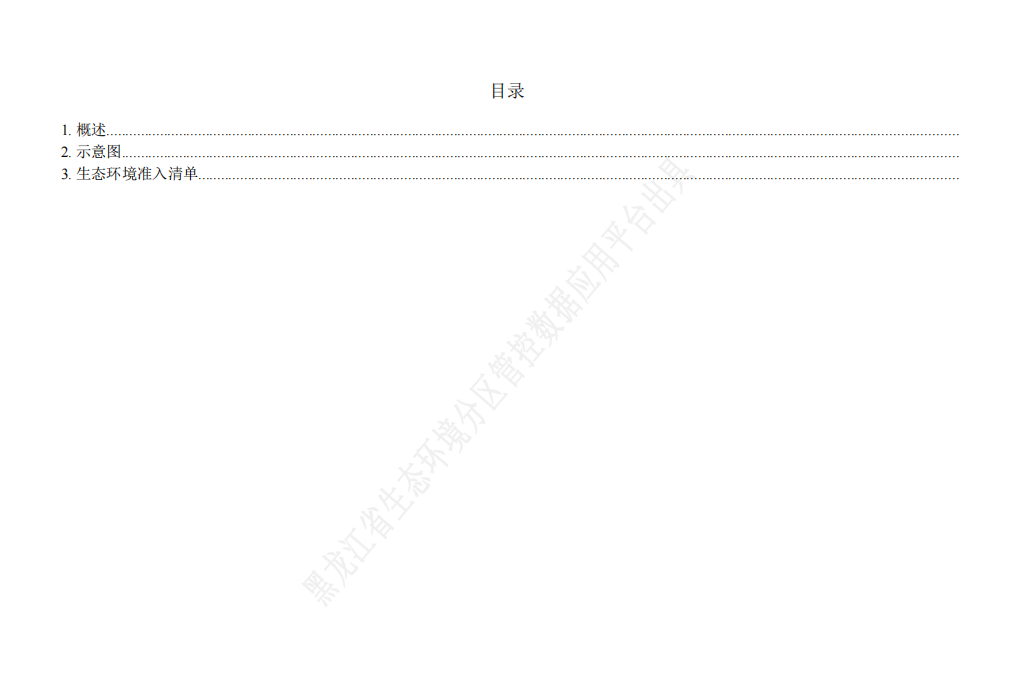 目录
1. 概述
2. 示意图
3. 生态环境准入清单
黑龙江省生态环境分区管控数据应用平台出具